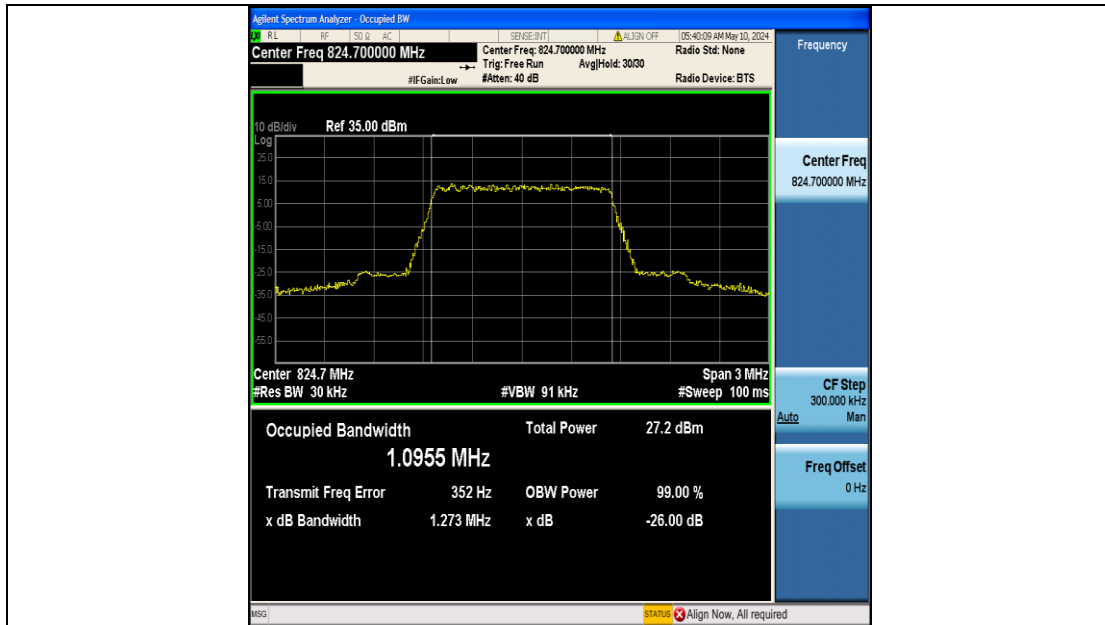 Agilent Spectrum Analyzer - Occupied BW
RL RF 50 Ω AC SENSE:INT ALIGN OFF 05:40:09 AM May 10, 2024
Center Freq 824.700000 MHz
Center Freq: 824.700000 MHz
Radio Std: None
Trig: Free Run Avg|Hold: 30/30
#IFGain:Low #Atten: 40 dB Radio Device: BTS
10 dB/div Ref 35.00 dBm
Log
25.0
15.0
5.00
-5.00
-15.0
-25.0
-35.0
-45.0
-55.0
Center 824.7 MHz Span 3 MHz
#Res BW 30 kHz #VBW 91 kHz #Sweep 100 ms
Occupied Bandwidth Total Power 27.2 dBm
1.0955 MHz
Transmit Freq Error 352 Hz OBW Power 99.00 %
x dB Bandwidth 1.273 MHz x dB -26.00 dB
Frequency
Center Freq
824.700000 MHz
CF Step
300.000 kHz
Auto Man
Freq Offset
0 Hz
MSG STATUS Align Now, All required